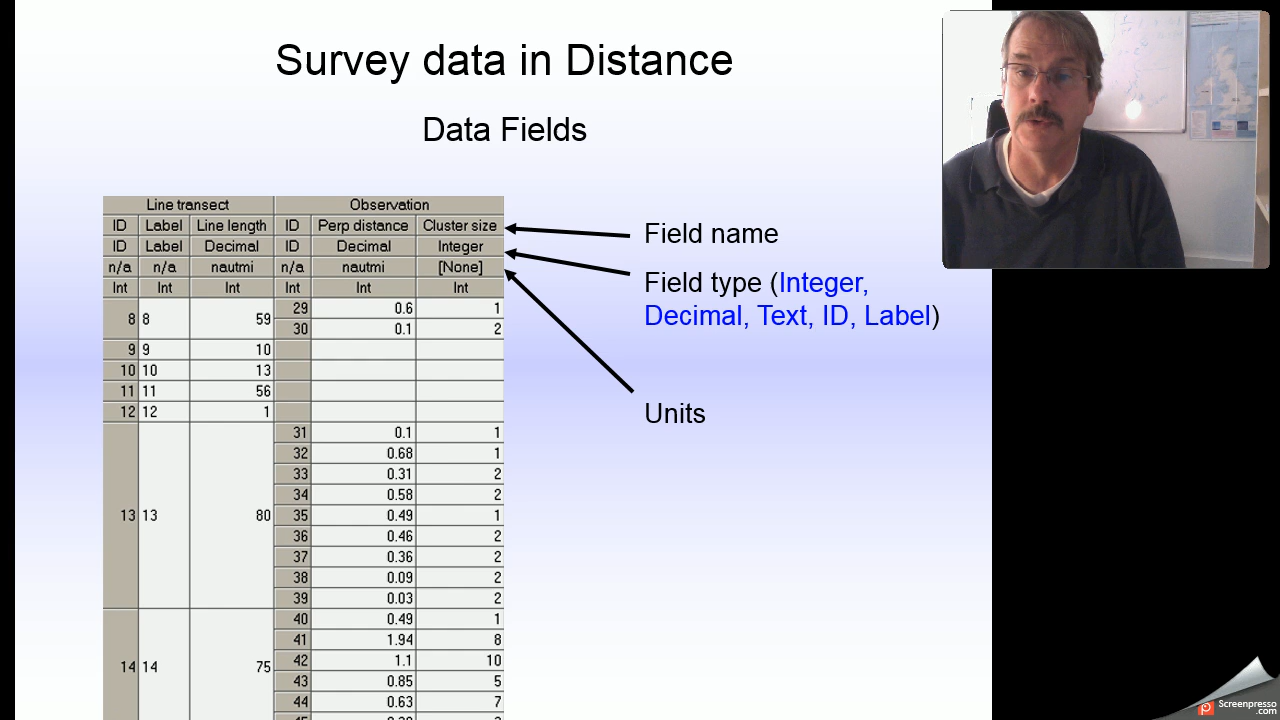 Survey data in Distance
Data Fields
Line transect Observation
ID Label Line length ID Perp distance Cluster size
ID Label Decimal ID Decimal Integer
n/a n/a nautmi n/a nautmi [None]
Int Int Int Int Int Int
8 8 59 29 0.6 1
30 0.1 2
9 9 10
10 10 13
11 11 56
12 12 1
31 0.1 1
32 0.68 1
33 0.31 2
34 0.58 2
13 13 80 35 0.49 1
36 0.46 2
37 0.36 2
38 0.09 2
39 0.03 2
40 0.49 1
41 1.94 8
14 14 75 42 1.1 10
43 0.85 5
44 0.63 7
Field name
Field type (Integer,
Decimal, Text, ID, Label)
Units
Screenpresso
.com